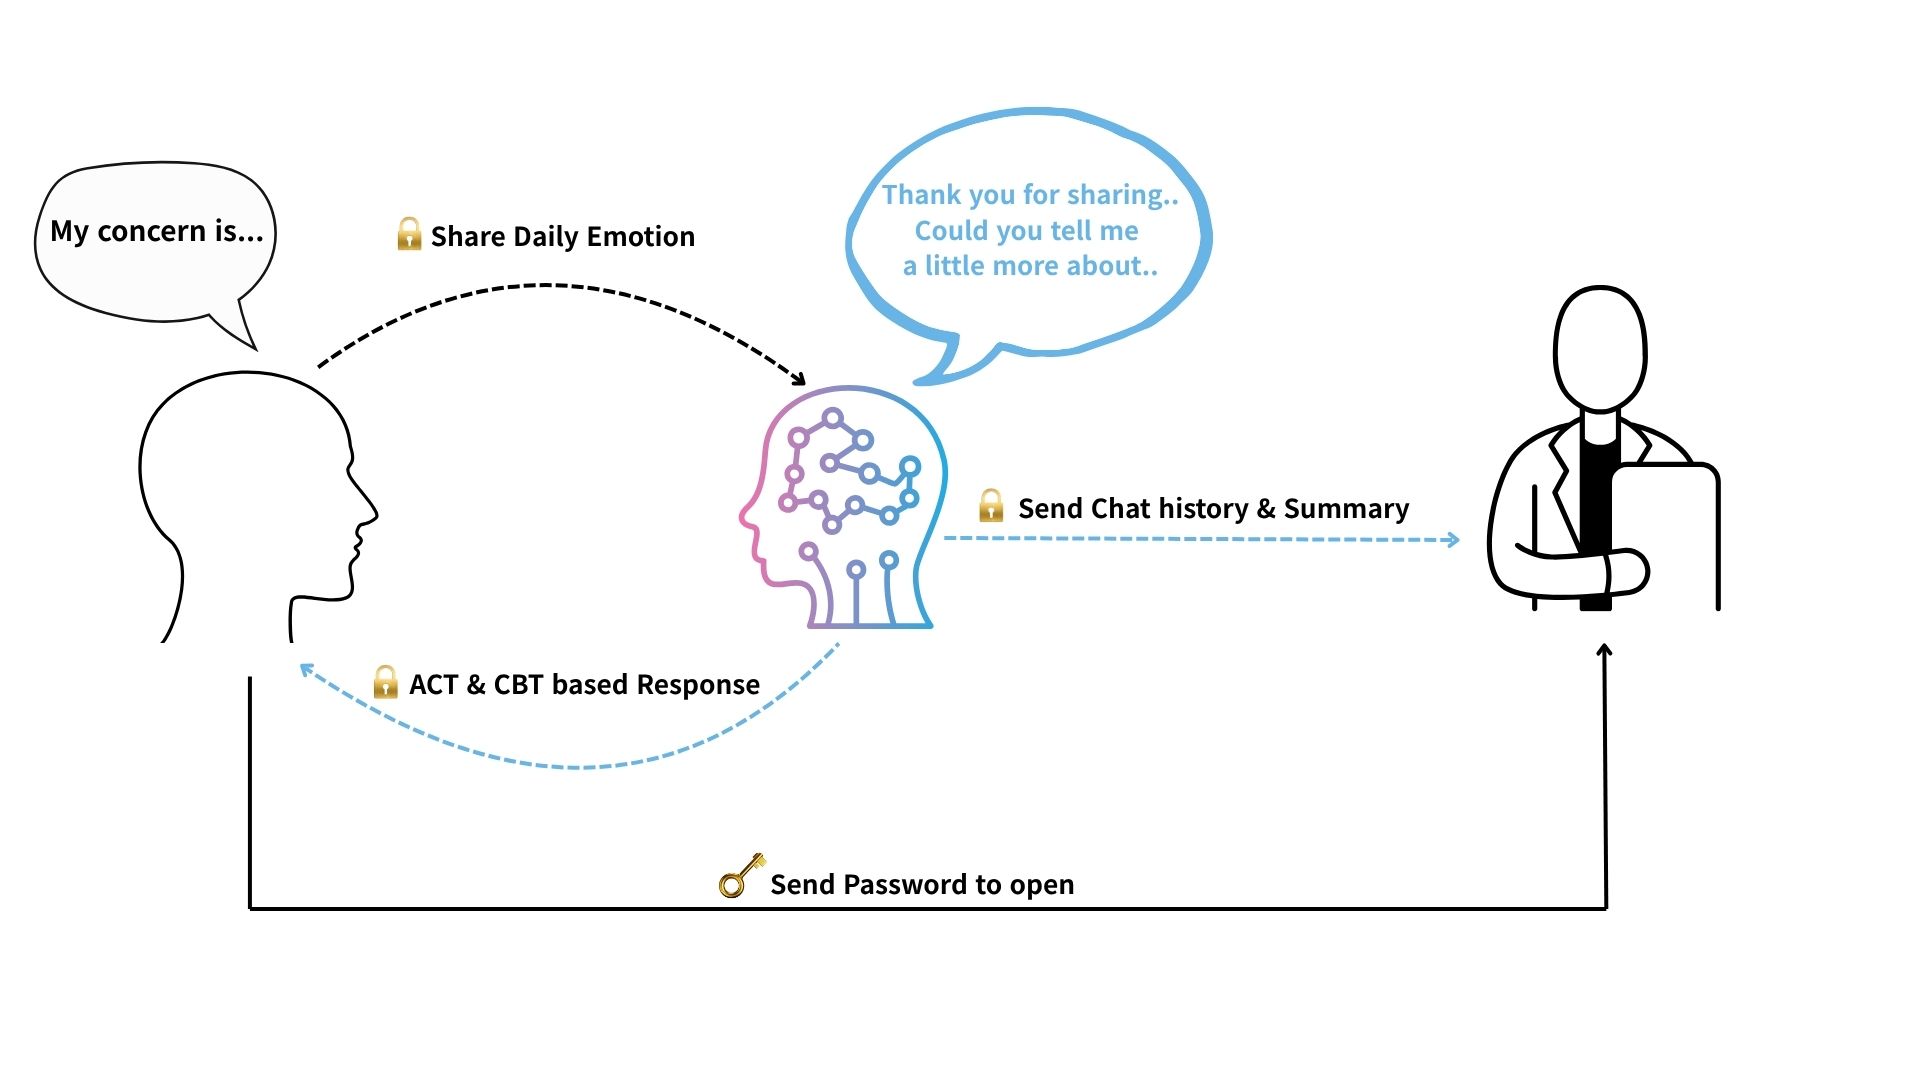 My concern is...
Share Daily Emotion
Thank you for sharing..
Could you tell me
a little more about..
Send Chat history & Summary
ACT & CBT based Response
Send Password to open